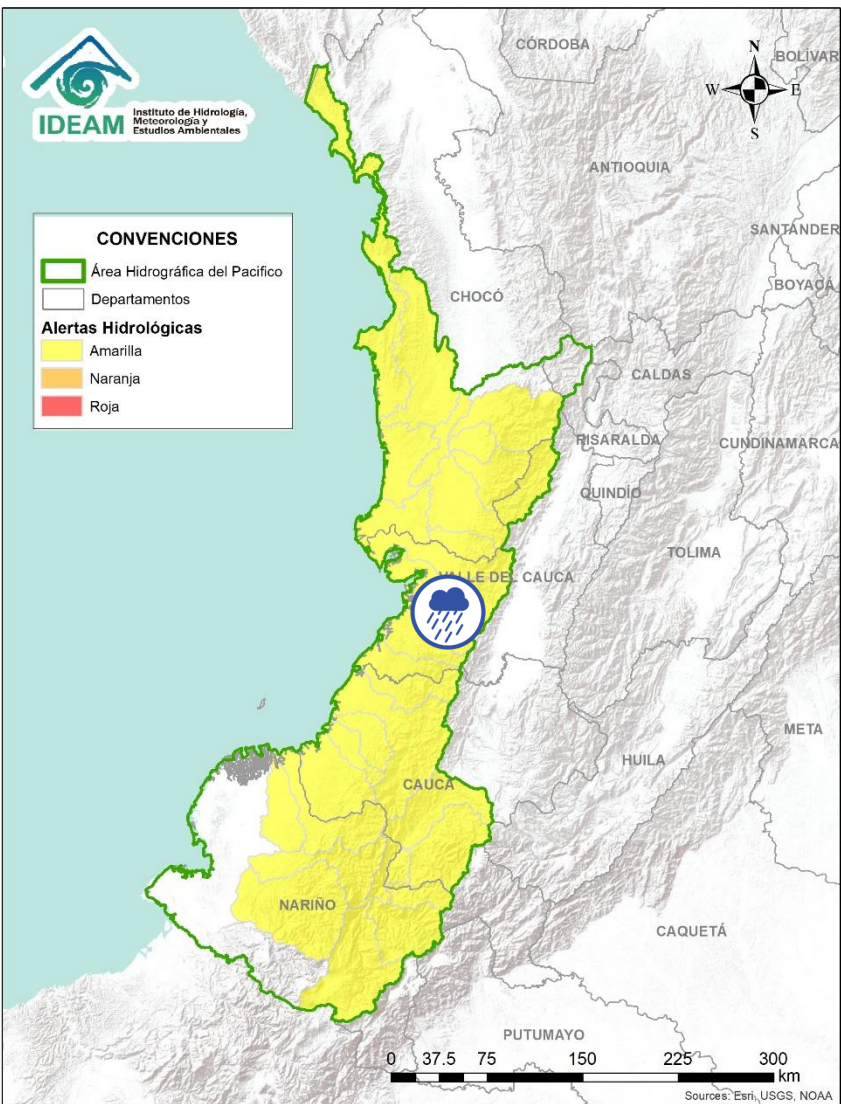 IDEAM
Instituto de Hidrología,
Meteorología y
Estudios Ambientales
CONVENCIONES
Área Hidrográfica del Pacifico
Departamentos
Alertas Hidrológicas
Amarilla
Naranja
Roja
N
W E
S
CÓRDOBA
BOLÍVAR
ANTIOQUIA
SANTANDER
BOYACÁ
CHOCÓ
CALDAS
RISARALDA
CUNDINAMARCA
QUINDÍO
TOLIMA
VALLE DEL CAUCA
META
HUILA
CAUCA
NARIÑO
CAQUETÁ
PUTUMAYO
0 37.5 75 150 225 300
km
Sources: Esri, USGS, NOAA